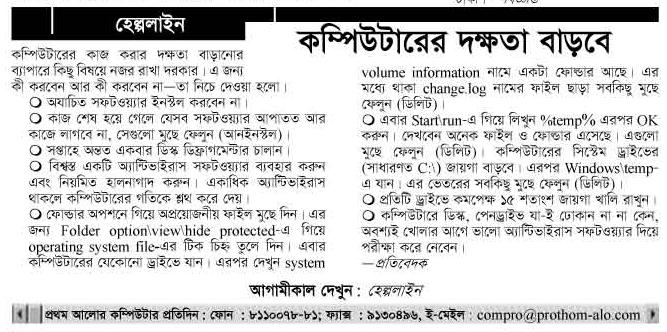 হেল্পলাইন
কম্পিউটারের দক্ষতা বাড়বে
কম্পিউটারের কাজ করার দক্ষতা বাড়ানোর
ব্যাপারে কিছু বিষয়ে নজর রাখা দরকার। এ জন্য
কী করবেন আর কী করবেন না—তা নিচে দেওয়া হলো।
❍ অযাচিত সফটওয়্যার ইনস্টল করবেন না।
❍ কাজ শেষ হয়ে গেলে যেসব সফটওয়্যার আপাতত আর
কাজে লাগবে না, সেগুলো মুছে ফেলুন (আনইনস্টল)।
❍ সপ্তাহে অন্তত একবার ডিস্ক ডিফ্রাগমেন্টার চালান।
❍ বিশ্বস্ত একটি অ্যান্টিভাইরাস সফটওয়্যার ব্যবহার করুন
এবং নিয়মিত হালনাগাদ করুন। একাধিক অ্যান্টিভাইরাস
থাকলে কম্পিউটারের গতিকে শ্লথ করে দেয়।
❍ ফোল্ডার অপশনে গিয়ে অপ্রয়োজনীয় ফাইল মুছে দিন। এর
জন্য Folder option\view\hide protected-এ গিয়ে
operating system file-এর টিক চিহ্ন তুলে দিন। এবার
কম্পিউটারের যেকোনো ড্রাইভে যান। এরপর দেখুন system
volume information নামে একটা ফোল্ডার আছে। এর
মধ্যে থাকা change.log নামের ফাইল ছাড়া সবকিছু মুছে
ফেলুন (ডিলিট)।
❍ এবার Start\run-এ গিয়ে লিখুন %temp% এরপর OK
করুন। দেখবেন অনেক ফাইল ও ফোল্ডার এসেছে। এগুলো
মুছে ফেলুন (ডিলিট)। কম্পিউটারের সিস্টেম ড্রাইভের
(সাধারণত C:\) জায়গা বাড়বে। এরপর Windows\temp-
এ যান। এর ভেতরের সবকিছু মুছে ফেলুন (ডিলিট)।
❍ প্রতিটি ড্রাইভে কমপক্ষে ১৫ শতাংশ জায়গা খালি রাখুন।
❍ কম্পিউটারে ডিস্ক, পেনড্রাইভ যা-ই ঢোকান না না কেন,
অবশ্যই খোলার আগে ভালো অ্যান্টিভাইরাস সফটওয়্যার দিয়ে
পরীক্ষা করে নেবেন।
—প্রতিবেদক
আগামীকাল দেখুন : হেল্পলাইন
প্রথম আলোর কম্পিউটার প্রতিদিন : ফোন : ৮১১০০৭৮-৮১; ফ্যাক্স : ৯১৩০৪৯৬, ই-মেইল : compro@prothom-alo.com